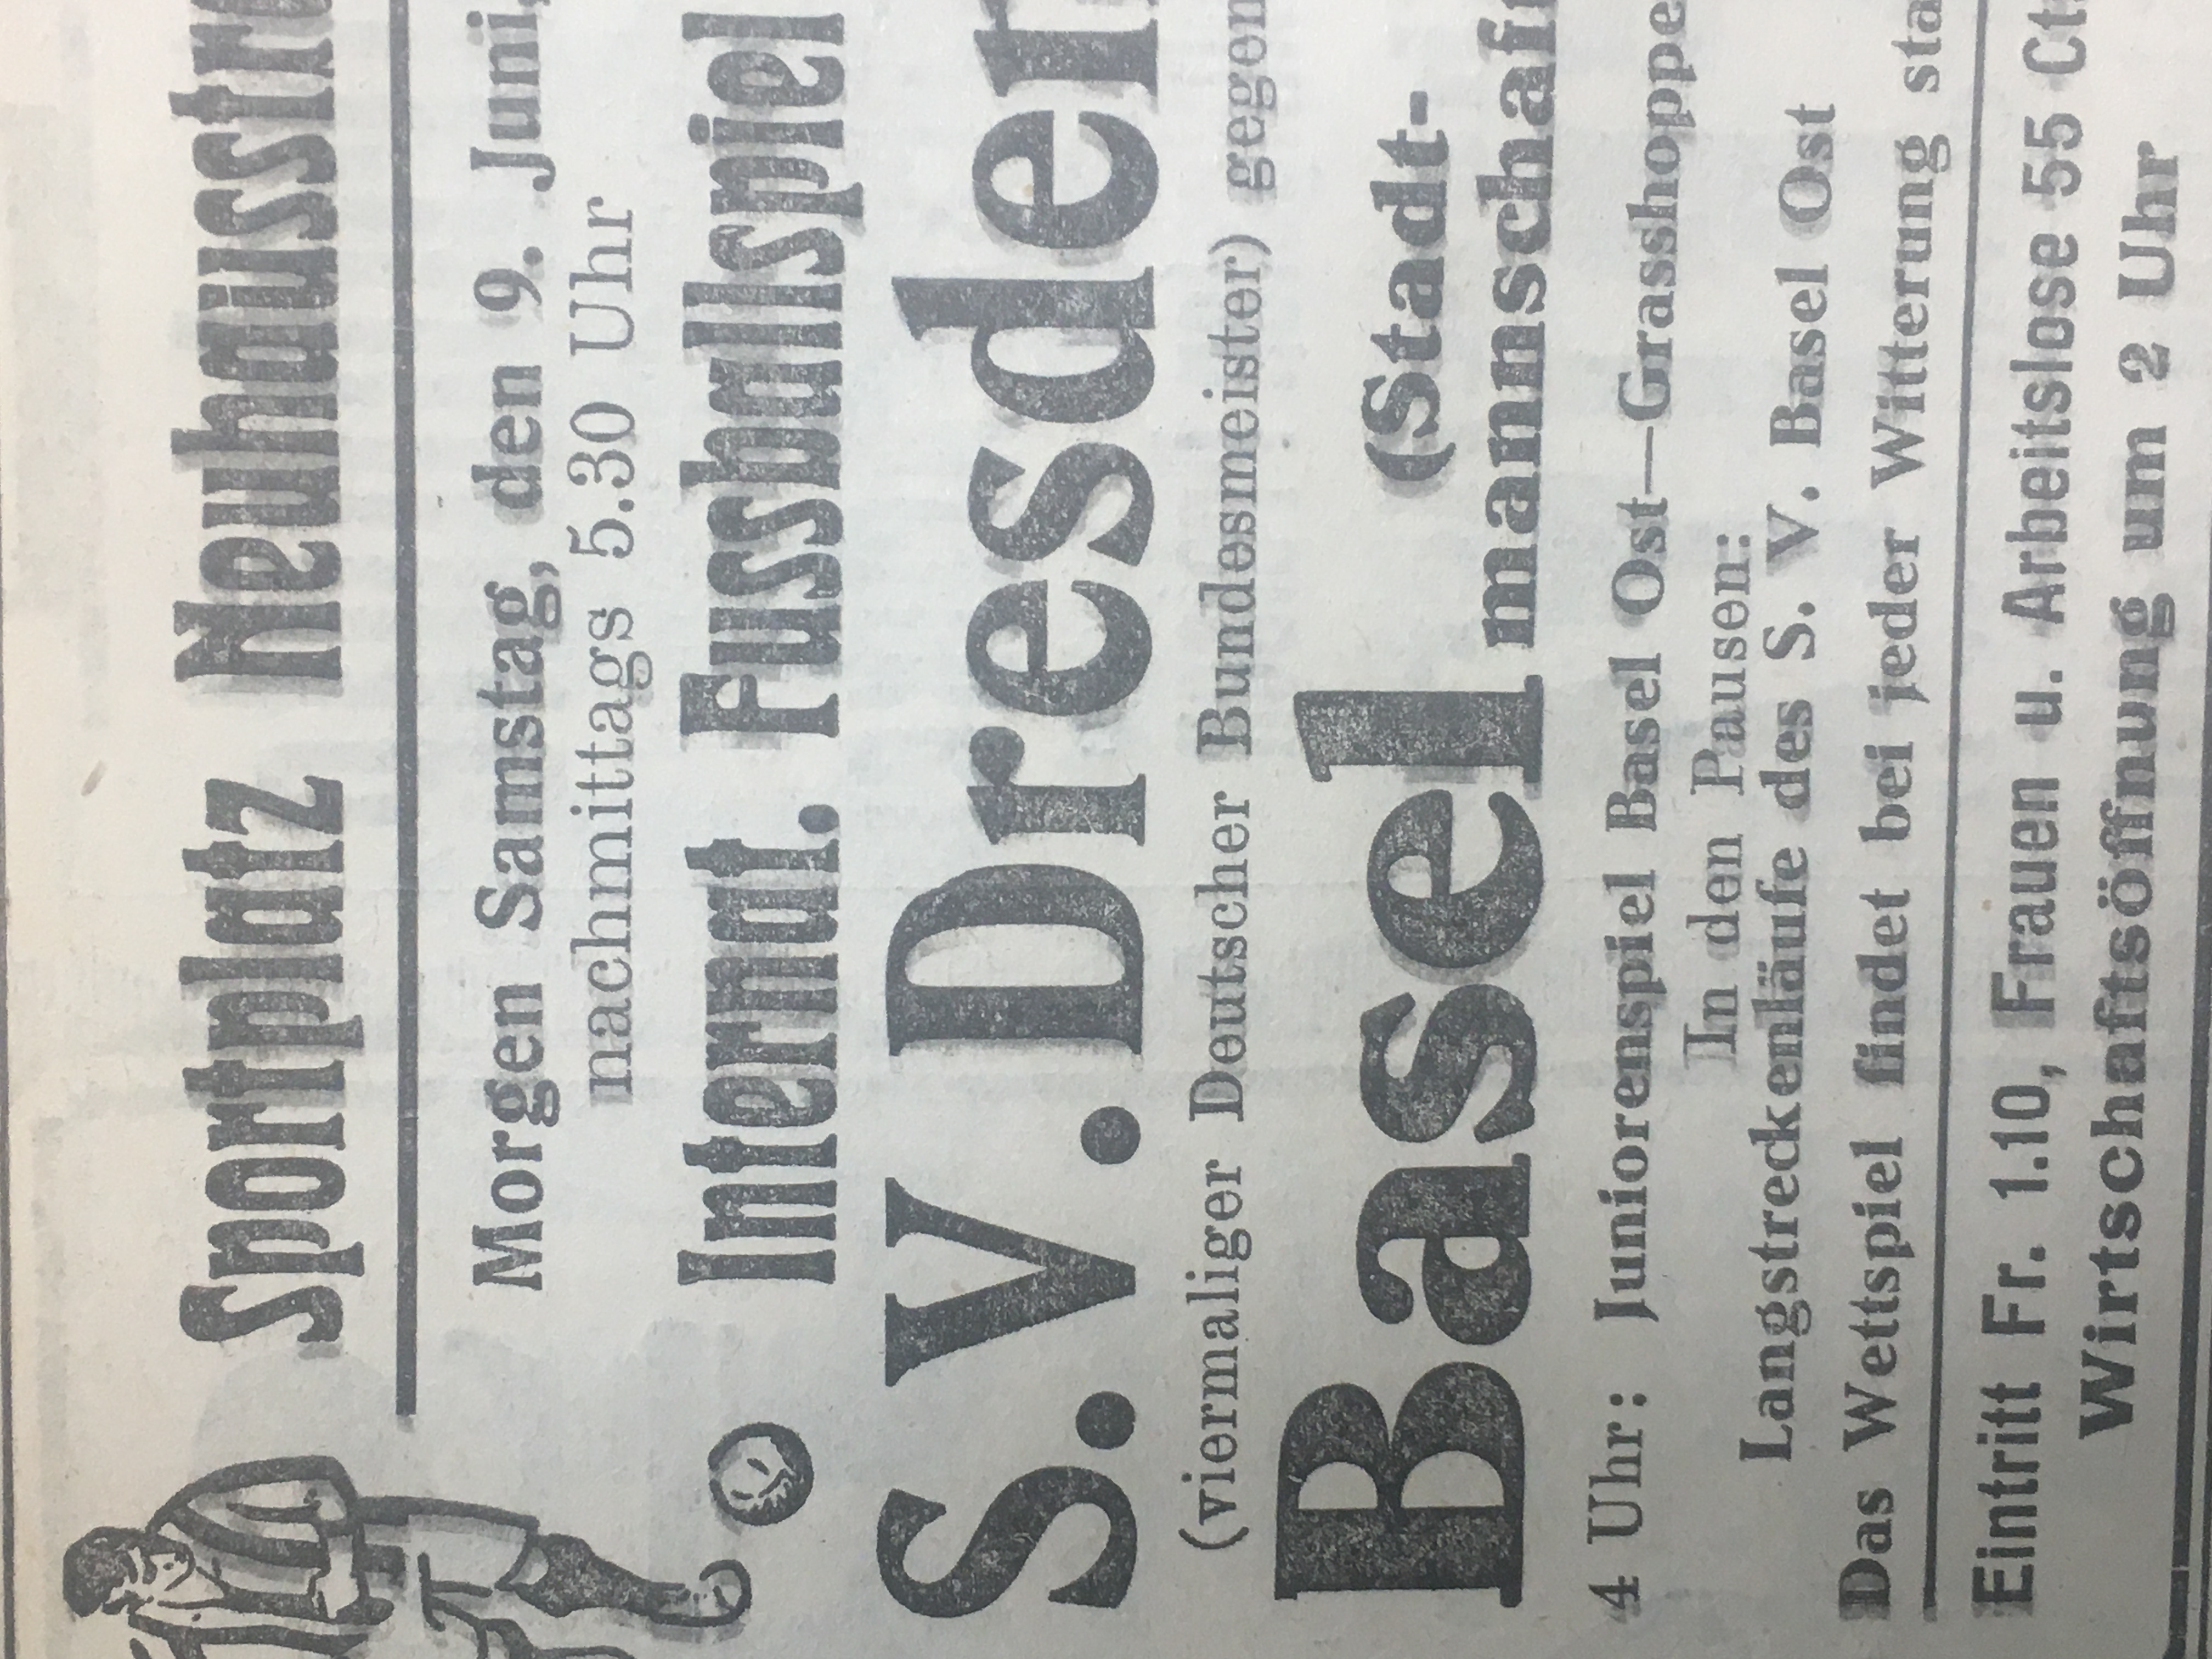 Sportplatz Neuhäusstr
Morgen Samstag, den 9. Juni,
nachmittags 5.30 Uhr
Internat. Fussballspiel
S. V. Dresden
(viermaliger Deutscher Bundesmeister) gegen
Basel (Stadt-
mannschaft
4 Uhr: Juniorenspiel Basel Ost—Grasshoppe
In den Pausen:
Langstreckenläufe des S. V. Basel Ost
Das Wettspiel findet bei jeder Witterung sta
Eintritt Fr. 1.10, Frauen u. Arbeitslose 55 Ct
Wirtschaftsöffnung um 2 Uhr